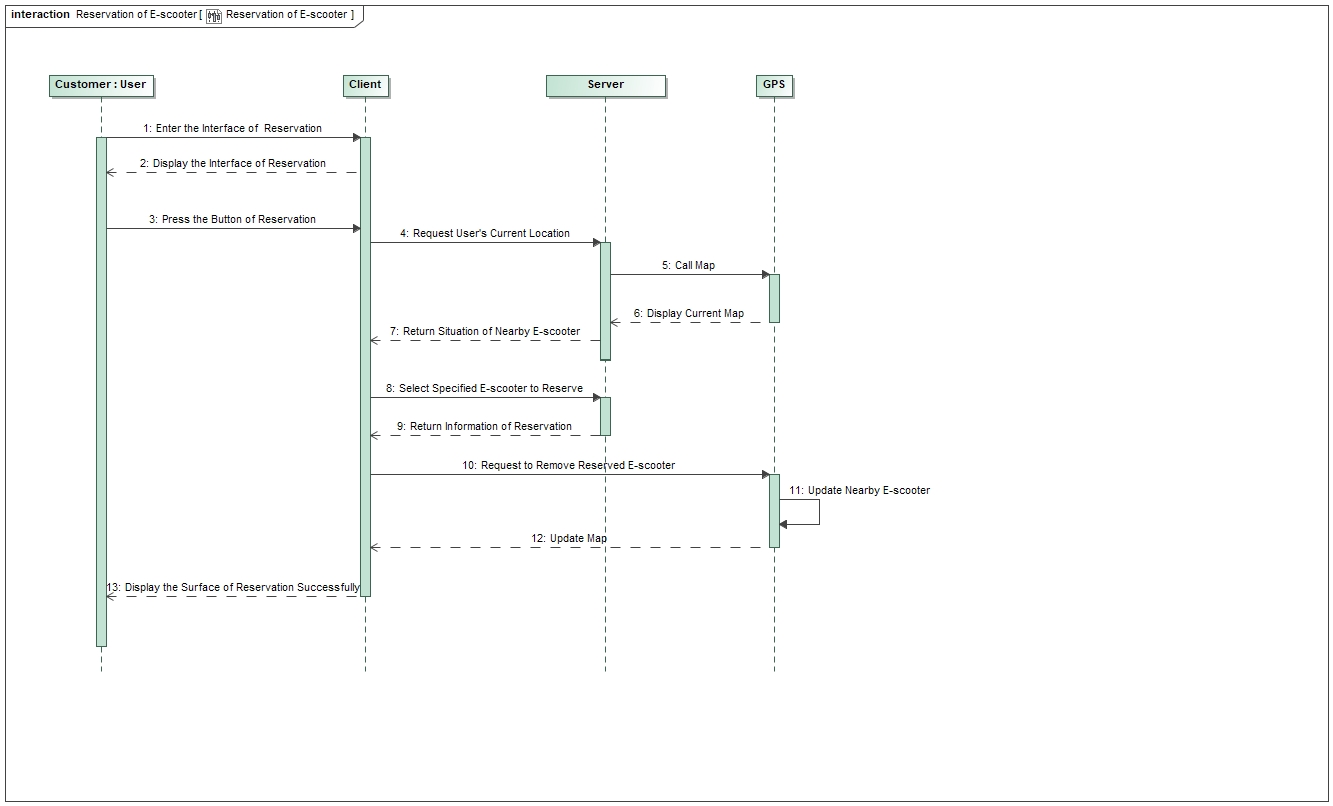 interaction Reservation of E-scooter [ Reservation of E-scooter ]
Customer : User
Client
Server
GPS
1: Enter the Interface of  Reservation
2: Display the Interface of Reservation
3: Press the Button of Reservation
4: Request User's Current Location
5: Call Map
6: Display Current Map
7: Return Situation of Nearby E-scooter
8: Select Specified E-scooter to Reserve
9: Return Information of Reservation
10: Request to Remove Reserved E-scooter
11: Update Nearby E-scooter
12: Update Map
13: Display the Surface of Reservation Successfully